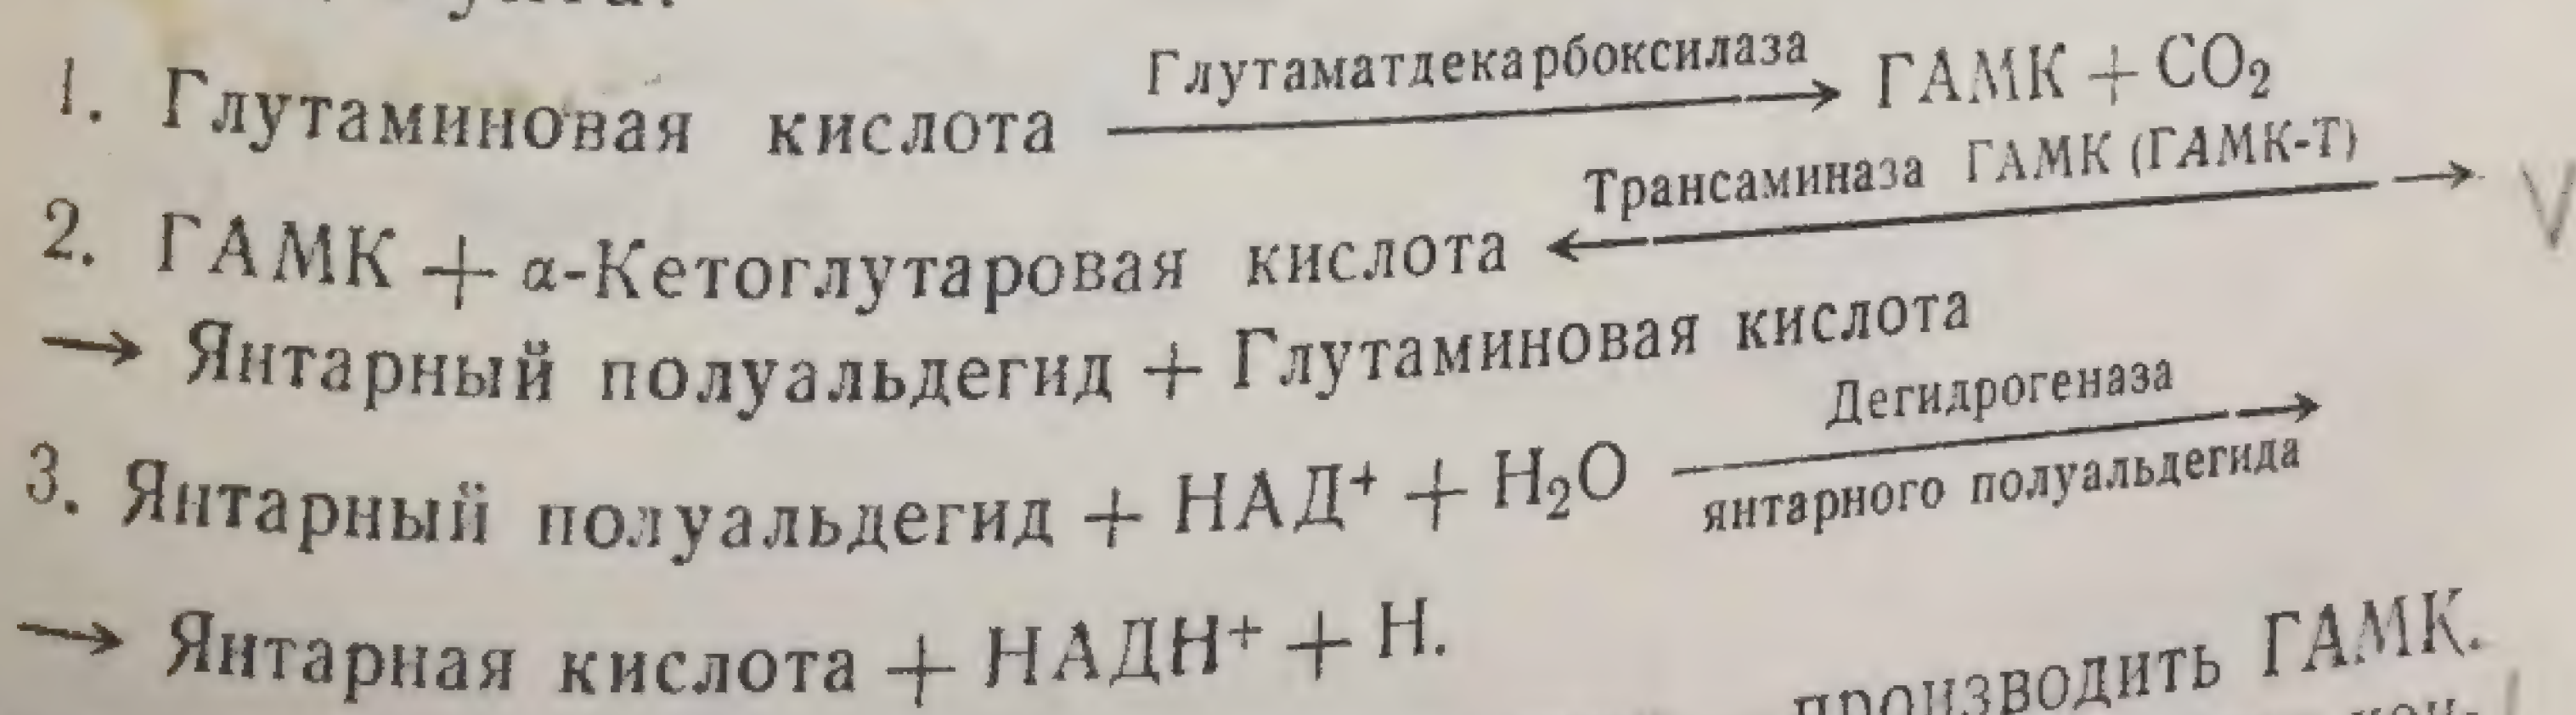 1. Глутаминовая кислота Глутаматдекарбоксилаза → ГАМК + CO₂
2. ГАМК + α-Кетоглутаровая кислота ← Трансаминаза ГАМК (ГАМК-Т) →
→ Янтарный полуальдегид + Глутаминовая кислота
3. Янтарный полуальдегид + НАД⁺ + H₂O Дегидрогеназа янтарного полуальдегида →
→ Янтарная кислота + НАДН⁺ + Н.
производить ГАМК.